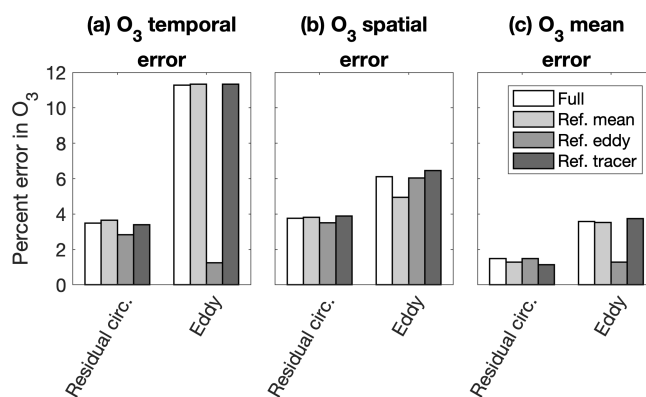 (a) O₃ temporal
error
(b) O₃ spatial
error
(c) O₃ mean
error
Percent error in O₃
12
10
8
6
4
2
0
Residual circ.
Eddy
Residual circ.
Eddy
Residual circ.
Eddy
Full
Ref. mean
Ref. eddy
Ref. tracer